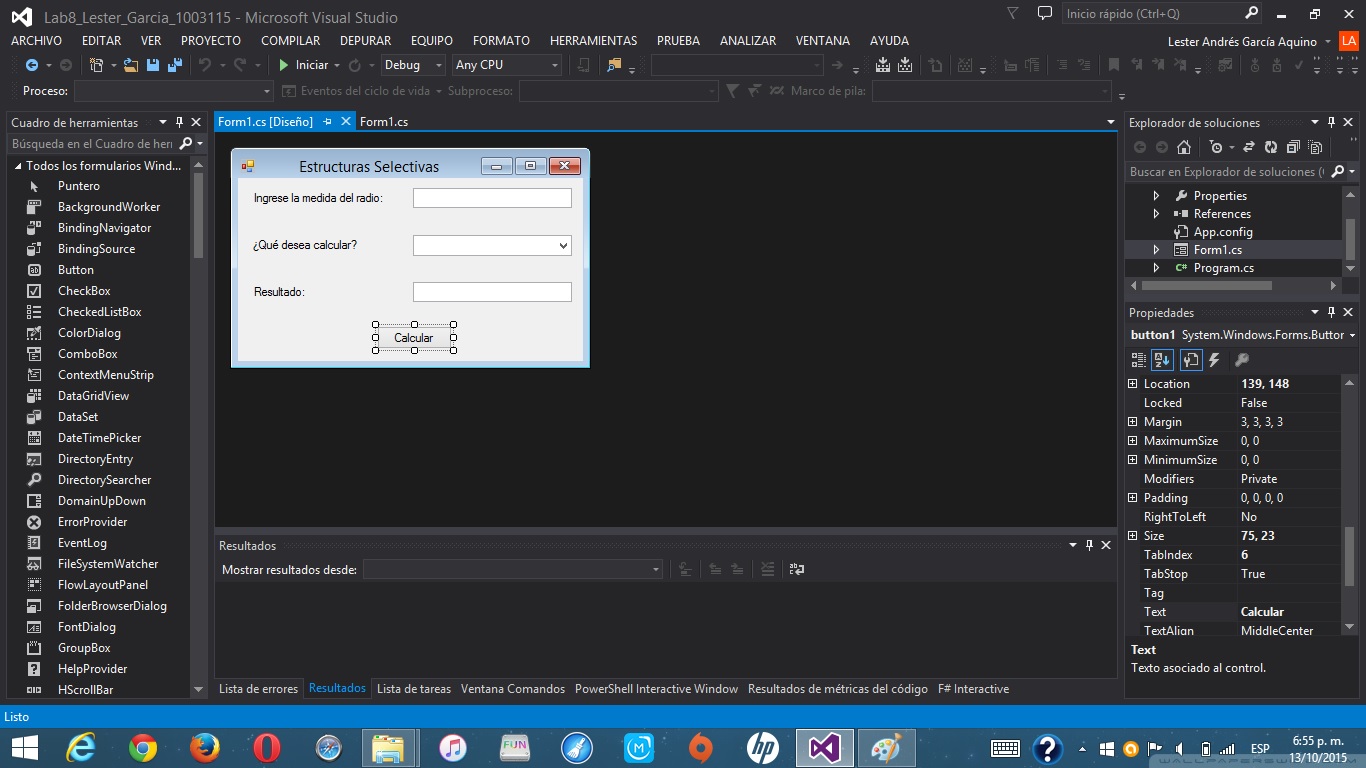 Lab8_Lester_Garcia_1003115 - Microsoft Visual Studio
Inicio rápido (Ctrl+Q)
ARCHIVO EDITAR VER PROYECTO COMPILAR DEPURAR EQUIPO FORMATO HERRAMIENTAS PRUEBA ANALIZAR VENTANA AYUDA
Lester Andrés García Aquino LA
Iniciar Debug Any CPU
Proceso: Eventos del ciclo de vida Subproceso: Marco de pila:
Cuadro de herramientas
Búsqueda en el Cuadro de herr
Todos los formularios Wind...
Puntero
BackgroundWorker
BindingNavigator
BindingSource
Button
CheckBox
CheckedListBox
ColorDialog
ComboBox
ContextMenuStrip
DataGridView
DataSet
DateTimePicker
DirectoryEntry
DirectorySearcher
DomainUpDown
ErrorProvider
EventLog
FileSystemWatcher
FlowLayoutPanel
FolderBrowserDialog
FontDialog
GroupBox
HelpProvider
HScrollBar
Form1.cs [Diseño] Form1.cs
Estructuras Selectivas
Ingrese la medida del radio:
¿Qué desea calcular?
Resultado:
Calcular
Resultados
Mostrar resultados desde:
Lista de errores Resultados Lista de tareas Ventana Comandos PowerShell Interactive Window Resultados de métricas del código F# Interactive
Explorador de soluciones
Buscar en Explorador de soluciones (
Properties
References
App.config
Form1.cs
C# Program.cs
Propiedades
button1 System.Windows.Forms.Buttor
Location 139, 148
Locked False
Margin 3, 3, 3, 3
MaximumSize 0, 0
MinimumSize 0, 0
Modifiers Private
Padding 0, 0, 0, 0
RightToLeft No
Size 75, 23
TabIndex 6
TabStop True
Tag
Text Calcular
TextAlign MiddleCenter
Text
Texto asociado al control.
Listo
FUN
hp
ESP
6:55 p. m.
13/10/2015